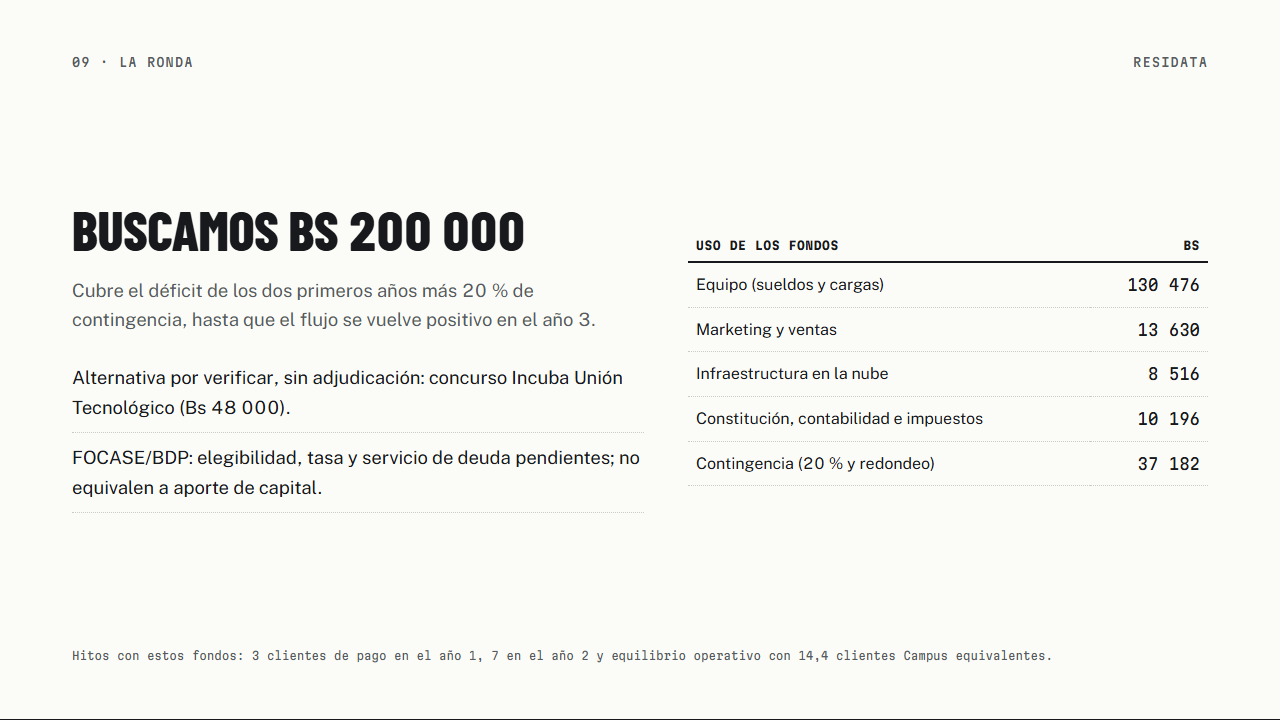 09 · LA RONDA
RESIDATA
BUSCAMOS BS 200 000
Cubre el déficit de los dos primeros años más 20 % de
contingencia, hasta que el flujo se vuelve positivo en el año 3.
Alternativa por verificar, sin adjudicación: concurso Incuba Unión
Tecnológico (Bs 48 000).
FOCASE/BDP: elegibilidad, tasa y servicio de deuda pendientes; no
equivalen a aporte de capital.
USO DE LOS FONDOS BS
Equipo (sueldos y cargas) 130 476
Marketing y ventas 13 630
Infraestructura en la nube 8 516
Constitución, contabilidad e impuestos 10 196
Contingencia (20 % y redondeo) 37 182
Hitos con estos fondos: 3 clientes de pago en el año 1, 7 en el año 2 y equilibrio operativo con 14,4 clientes Campus equivalentes.